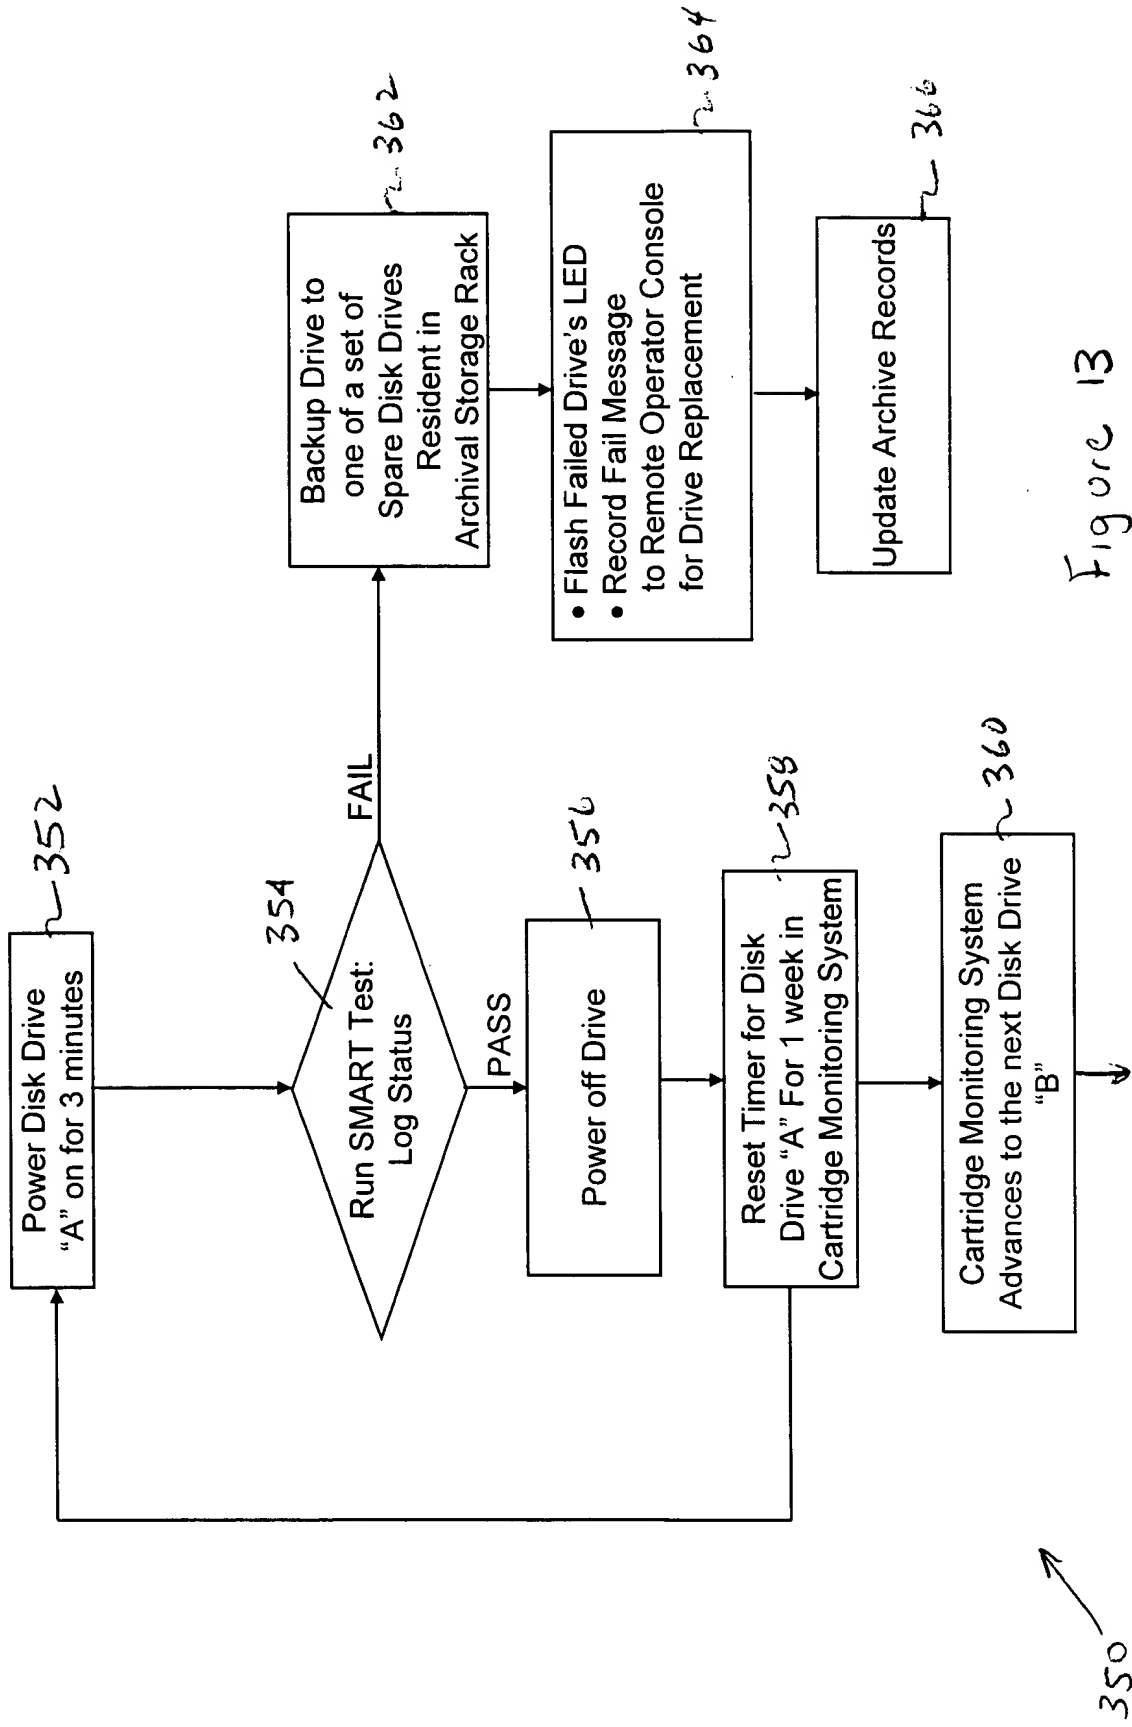 Power Disk Drive
“A” on for 3 minutes
352
354
Run SMART Test:
Log Status
FAIL
PASS
Backup Drive to
one of a set of
Spare Disk Drives
Resident in
Archival Storage Rack
362
Power off Drive
356
• Flash Failed Drive's LED
• Record Fail Message
to Remote Operator Console
for Drive Replacement
364
Reset Timer for Disk
Drive “A” For 1 week in
Cartridge Monitoring System
358
Update Archive Records
366
Cartridge Monitoring System
Advances to the next Disk Drive
“B”
360
350
Figure 13